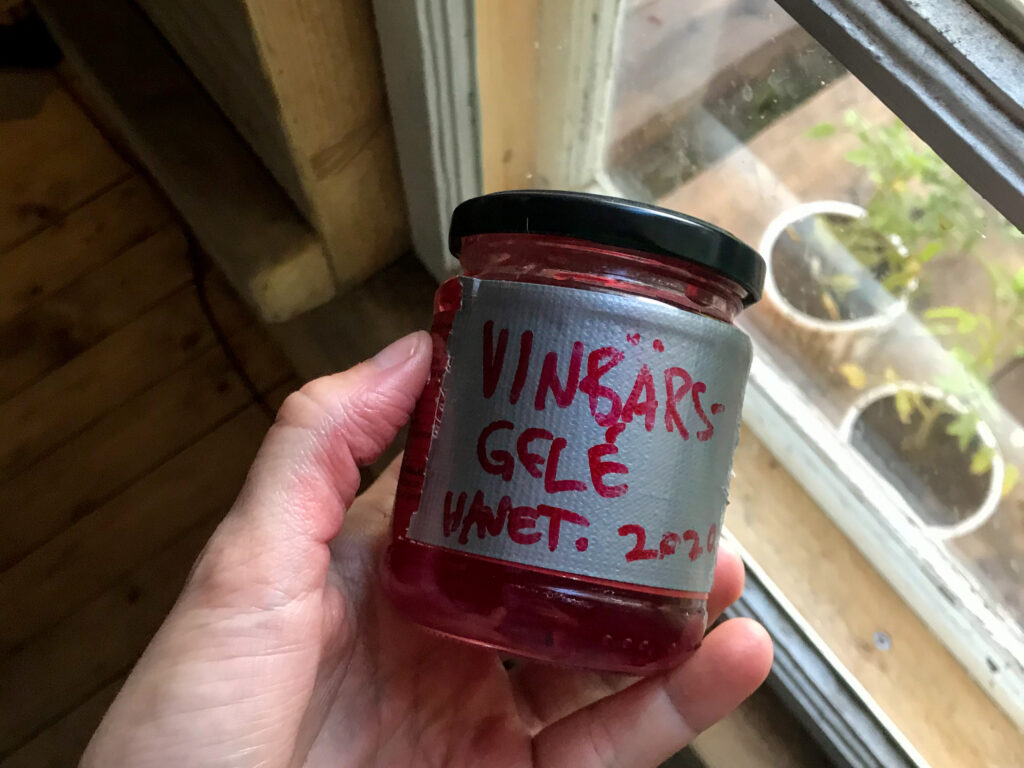 VINBÄRS-
GELÉ
HAVET. 2020